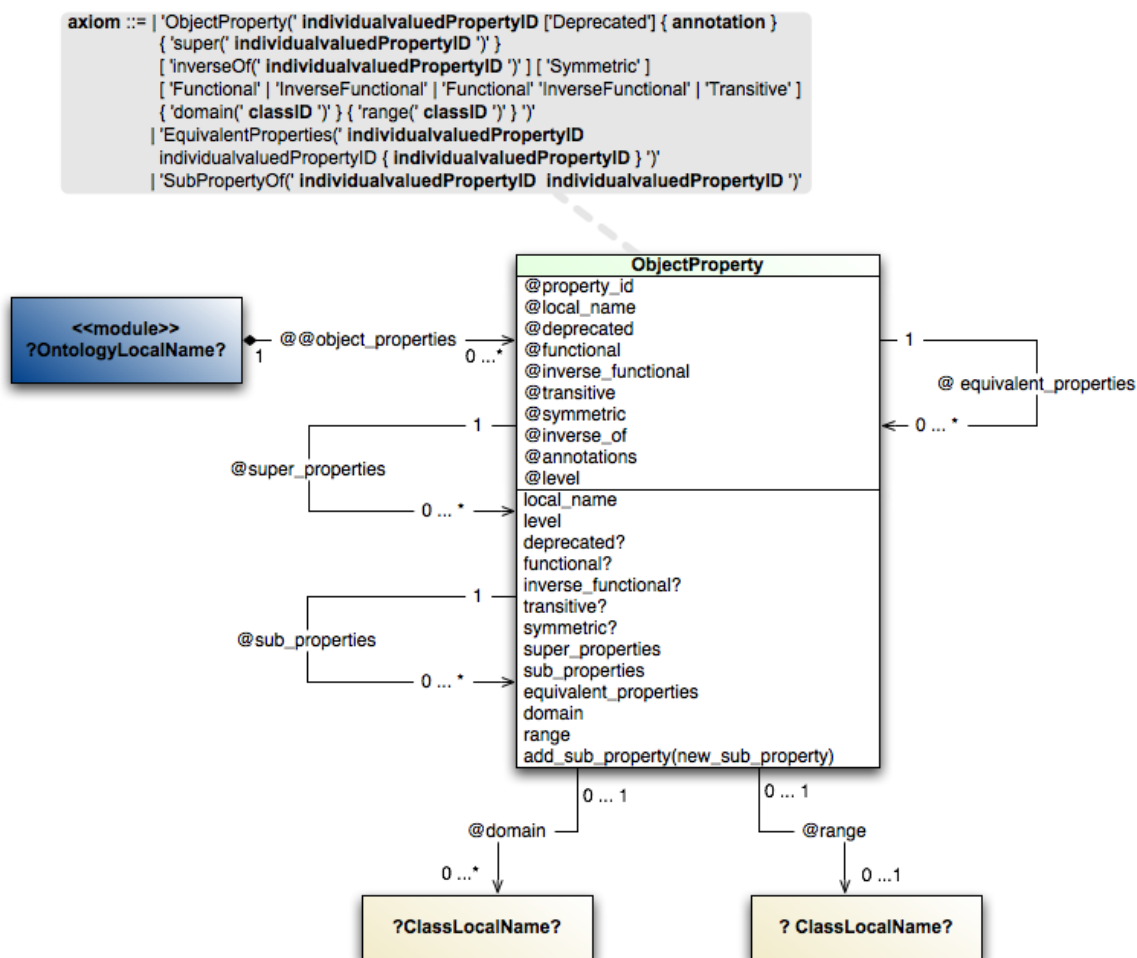 axiom ::= | 'ObjectProperty(' individualvaluedPropertyID ['Deprecated'] { annotation }
{ 'super(' individualvaluedPropertyID ')' }
[ 'inverseOf(' individualvaluedPropertyID ')' ] [ 'Symmetric' ]
[ 'Functional' | 'InverseFunctional' | 'Functional' 'InverseFunctional' | 'Transitive' ]
{ 'domain(' classID ')' } { 'range(' classID ')' } ')'
| 'EquivalentProperties(' individualvaluedPropertyID
individualvaluedPropertyID { individualvaluedPropertyID } ')'
| 'SubPropertyOf(' individualvaluedPropertyID individualvaluedPropertyID ')'
<<module>>
?OntologyLocalName?
1
@@object_properties
0 ...*
ObjectProperty
@property_id
@local_name
@deprecated
@functional
@inverse_functional
@transitive
@symmetric
@inverse_of
@annotations
@level
local_name
level
deprecated?
functional?
inverse_functional?
transitive?
symmetric?
super_properties
sub_properties
equivalent_properties
domain
range
add_sub_property(new_sub_property)
1
@ equivalent_properties
0 ... *
1
@super_properties
0 ... *
1
@sub_properties
0 ... *
0 ... 1
@domain
0 ...*
0 ... 1
@range
0 ...1
?ClassLocalName?
? ClassLocalName?